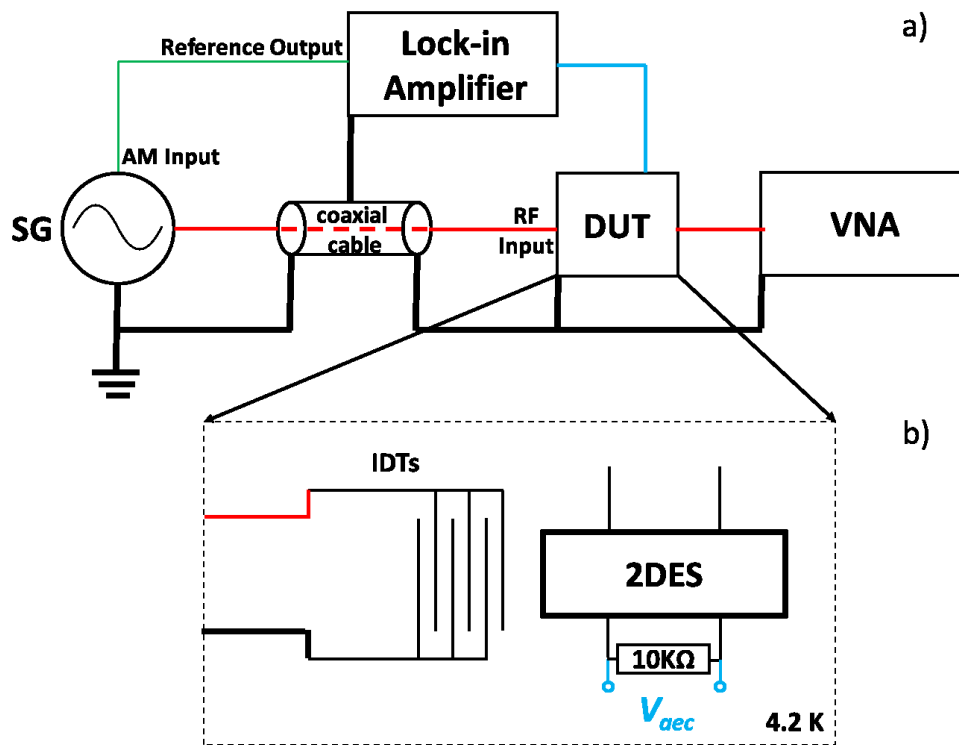 a)
Reference Output
Lock-in
Amplifier
AM Input
SG
coaxial
cable
RF
Input
DUT
VNA
b)
IDTs
2DES
10KΩ
Vaec
4.2 K